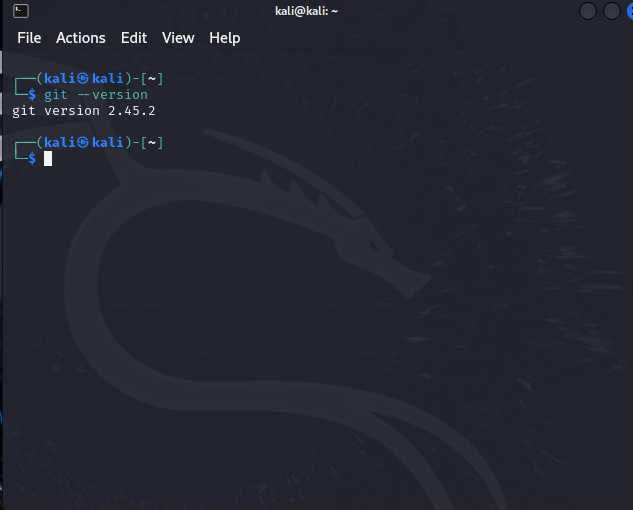 kali@kali: ~
File Actions Edit View Help
┌──(kali㉿kali)-[~]
└─$ git --version
git version 2.45.2
┌──(kali㉿kali)-[~]
└─$